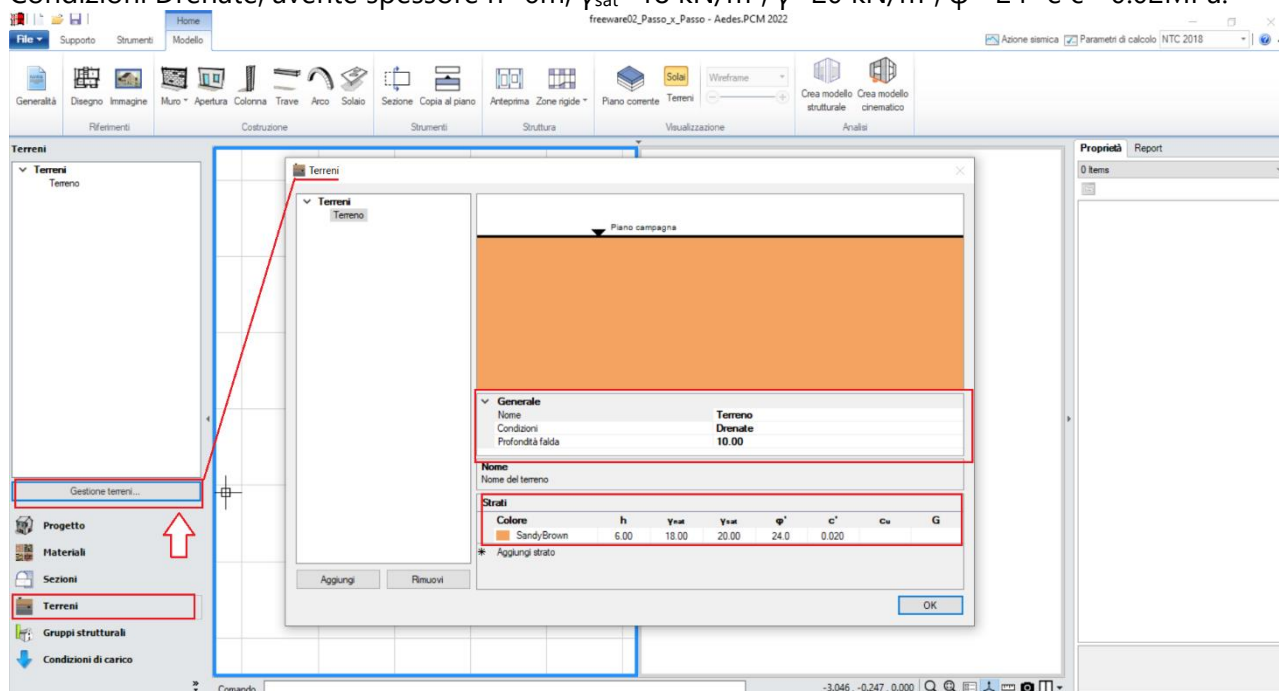 Condizioni Drenate, avente spessore h=6m, γsat=18 kN/m³, γ=20 kN/m³, φ'=24° e c'=0.02MPa.
freeware02_Passo_x_Passo - Aedes.PCM 2022
Home
File Supporto Strumenti Modello
Azione sismica Parametri di calcolo NTC 2018
Generalità Disegno Immagine Muro Apertura Colonna Trave Arco Solaio Sezione Copia al piano Anteprima Zone rigide Piano corrente Solai Terreni Wireframe Crea modello strutturale Crea modello cinematico
Riferimenti Costruzione Strumenti Struttura Visualizzazione Analisi
Terreni
Terreni
Terreno
Gestione terreni...
Progetto
Materiali
Sezioni
Terreni
Gruppi strutturali
Condizioni di carico
Terreni
Terreni
Terreno
Aggiungi Rimuovi
Piano campagna
Generale
Nome Terreno
Condizioni Drenate
Profondità falda 10.00
Nome
Nome del terreno
Strati
Colore h γnat γsat φ' c' cu G
SandyBrown 6.00 18.00 20.00 24.0 0.020
Aggiungi strato
OK
Proprietà Report
0 Items
Comando
-3.046 -0.247 0.000